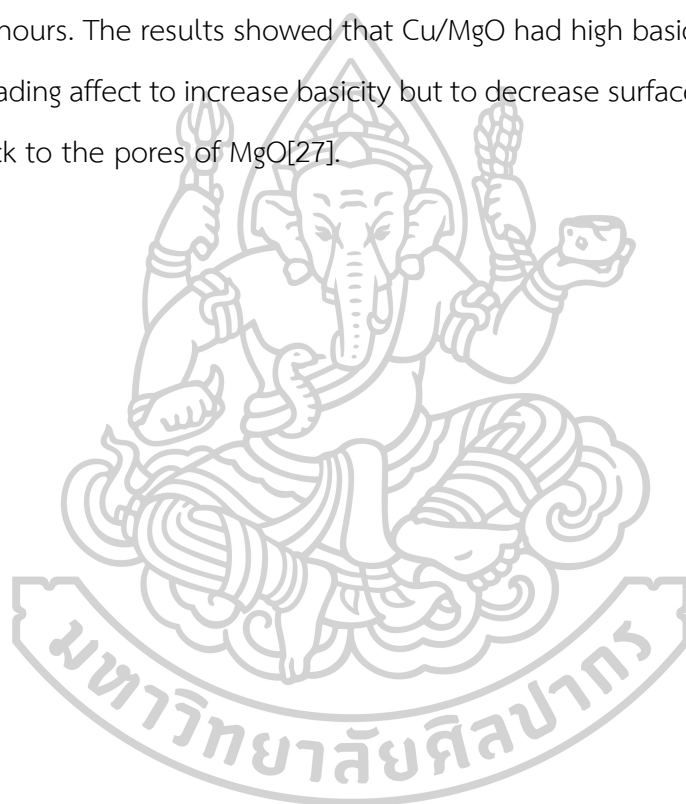 hours. The results showed that Cu/MgO had high
ading affect to increase basicity but to decrease surface
to the pores of MgO[27].
มหาวิทยาลัยศิลปากร